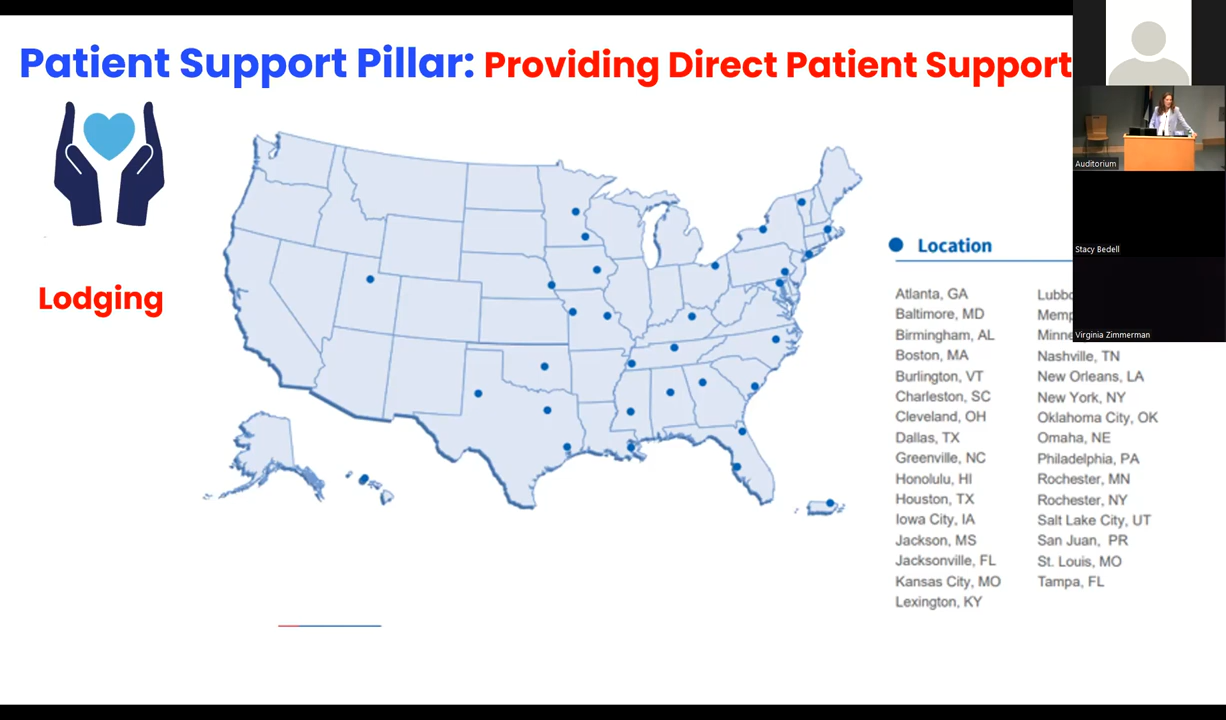 Patient Support Pillar: Providing Direct Patient Support
Auditorium
Stacy Bedell
Virginia Zimmerman
Lodging
Location
Atlanta, GA
Baltimore, MD
Birmingham, AL
Boston, MA
Burlington, VT
Charleston, SC
Cleveland, OH
Dallas, TX
Greenville, NC
Honolulu, HI
Houston, TX
Iowa City, IA
Jackson, MS
Jacksonville, FL
Kansas City, MO
Lexington, KY
Nashville, TN
New Orleans, LA
New York, NY
Oklahoma City, OK
Omaha, NE
Philadelphia, PA
Rochester, MN
Rochester, NY
Salt Lake City, UT
San Juan, PR
St. Louis, MO
Tampa, FL